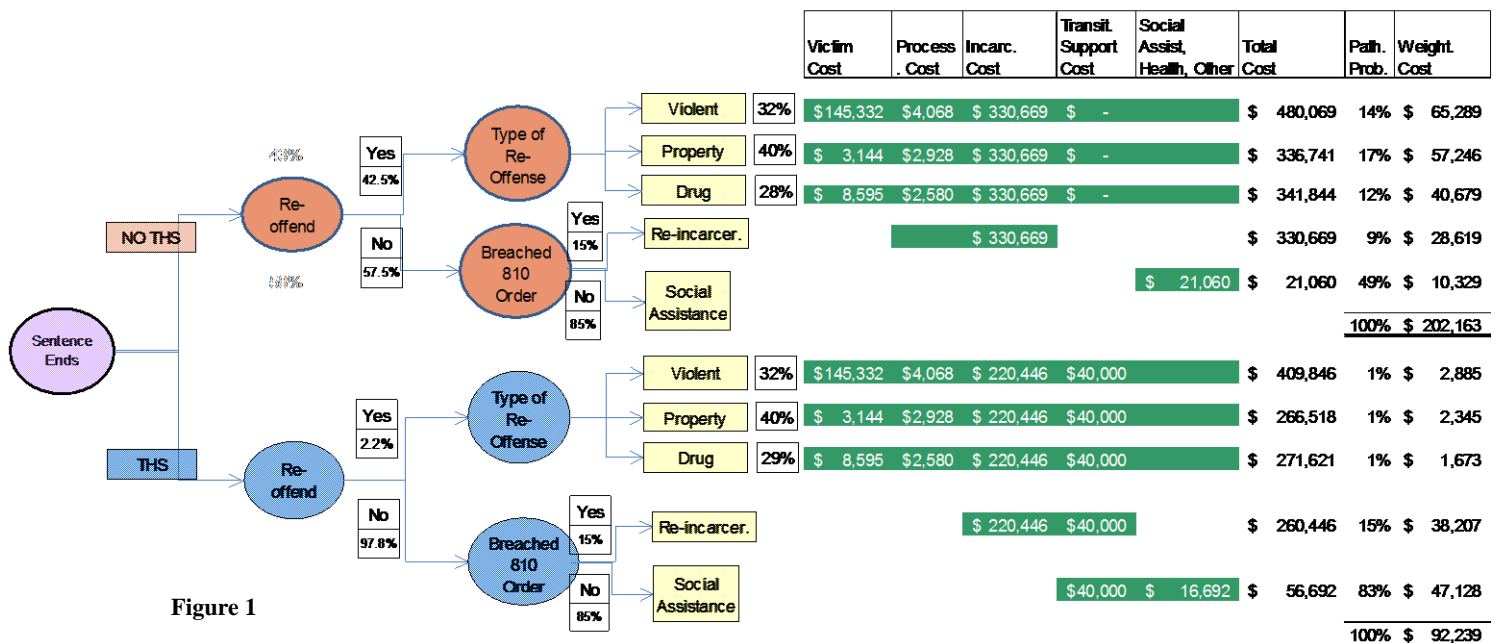 Victim Cost
Process. Cost
Incarc. Cost
Transit. Support Cost
Social Assist, Health, Other
Total Cost
Path. Prob.
Weight. Cost
Sentence Ends
NO THS
43%
Re-offend
Yes
42.5%
No
57.5%
Type of Re-Offense
Breached 810 Order
Yes
15%
No
85%
Violent 32% $145,332 $4,068 $ 330,669 $ - $ 480,069 14% $ 65,289
Property 40% $ 3,144 $2,928 $ 330,669 $ - $ 336,741 17% $ 57,246
Drug 28% $ 8,595 $2,580 $ 330,669 $ - $ 341,844 12% $ 40,679
Re-incarcer. $ 330,669 $ 330,669 9% $ 28,619
Social Assistance $ 21,060 $ 21,060 49% $ 10,329
100% $ 202,163
THS
Re-offend
Yes
2.2%
No
97.8%
Type of Re-Offense
Breached 810 Order
Yes
15%
No
85%
Violent 32% $145,332 $4,068 $ 220,446 $40,000 $ 409,846 1% $ 2,885
Property 40% $ 3,144 $2,928 $ 220,446 $40,000 $ 266,518 1% $ 2,345
Drug 29% $ 8,595 $2,580 $ 220,446 $40,000 $ 271,621 1% $ 1,673
Re-incarcer. $ 220,446 $40,000 $ 260,446 15% $ 38,207
Social Assistance $40,000 $ 16,692 $ 56,692 83% $ 47,128
100% $ 92,239
Figure 1